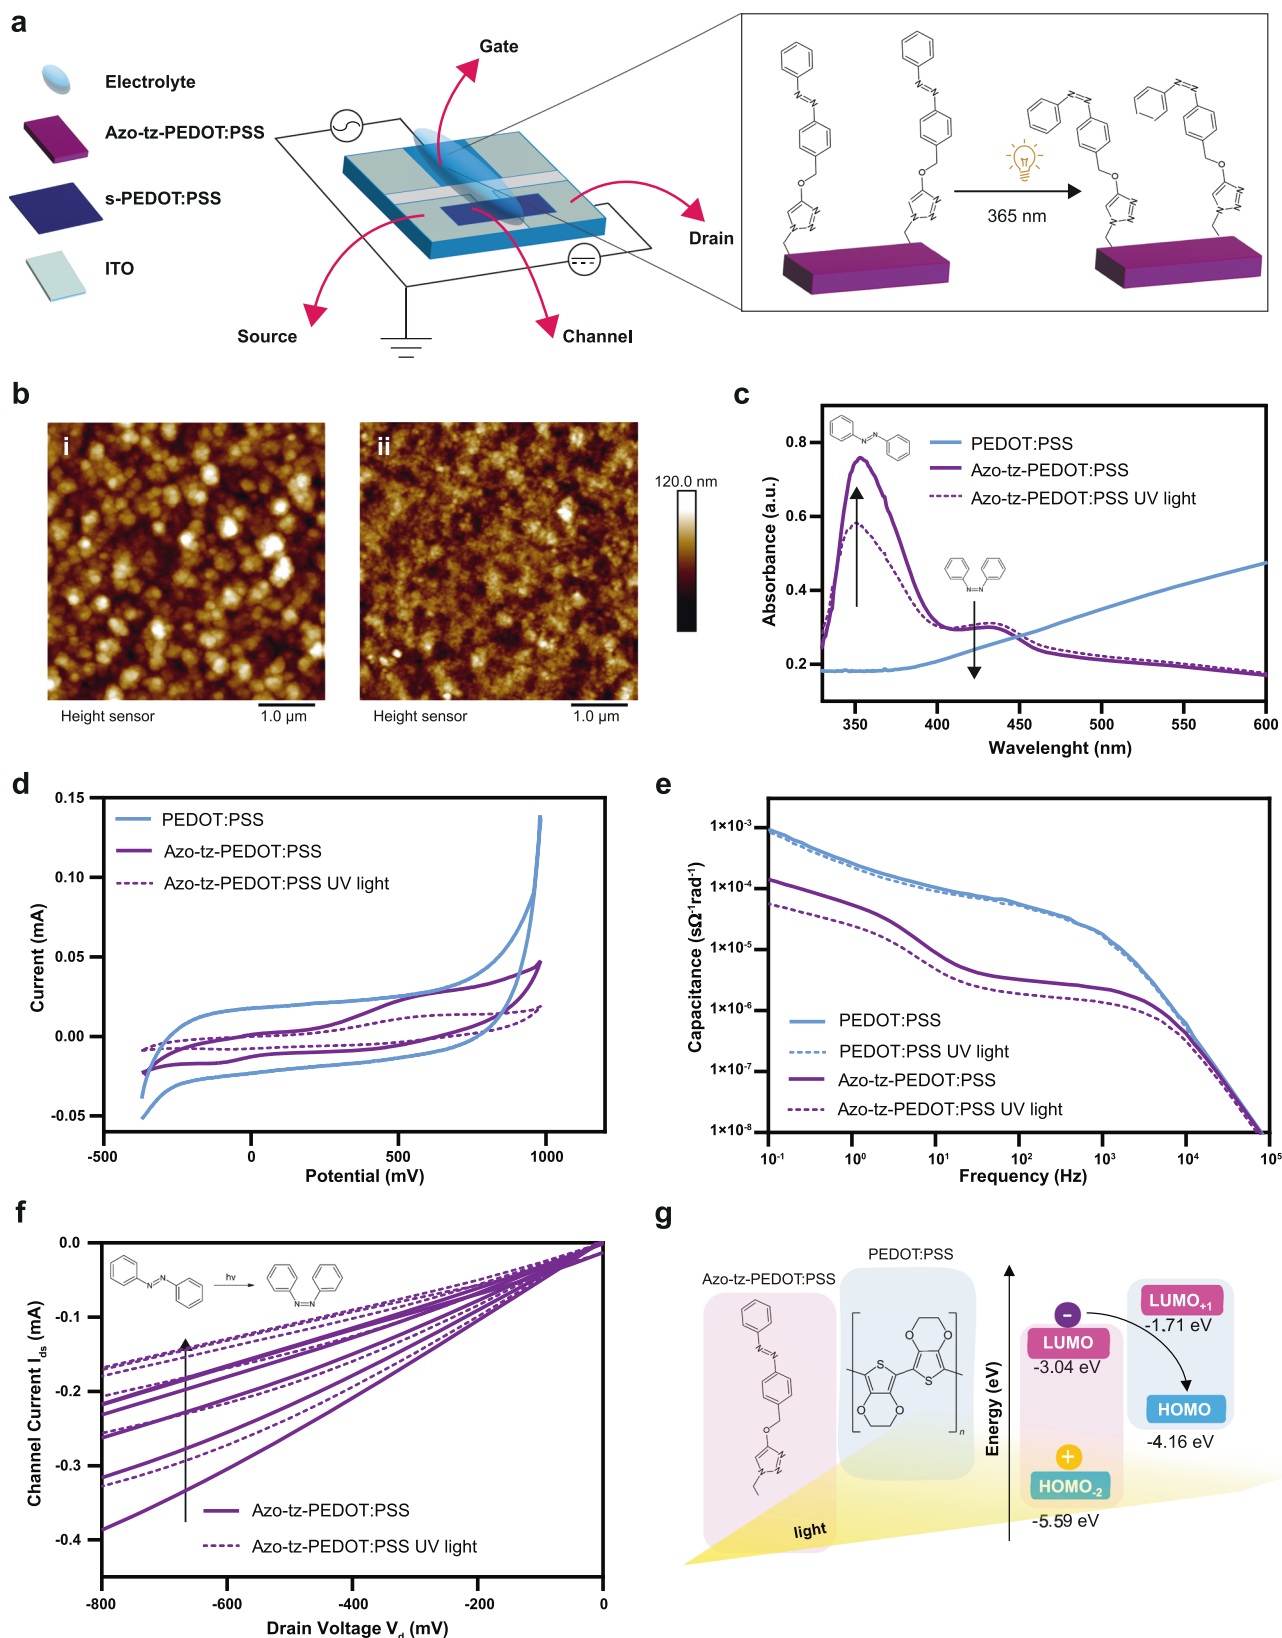 a
Electrolyte
Azo-tz-PEDOT:PSS
s-PEDOT:PSS
ITO
Gate
Drain
Source
Channel
365 nm
b
i
ii
120.0 nm
Height sensor
1.0 µm
Height sensor
1.0 µm
c
Absorbance (a.u.)
0.8
0.6
0.4
0.2
350
400
450
500
550
600
Wavelenght (nm)
PEDOT:PSS
Azo-tz-PEDOT:PSS
Azo-tz-PEDOT:PSS UV light
N
N
N=N
d
Current (mA)
0.15
0.10
0.05
0.00
-0.05
-500
0
500
1000
Potential (mV)
PEDOT:PSS
Azo-tz-PEDOT:PSS
Azo-tz-PEDOT:PSS UV light
e
Capacitance (sΩ⁻¹rad⁻¹)
1×10⁻³
1×10⁻⁴
1×10⁻⁵
1×10⁻⁶
1×10⁻⁷
1×10⁻⁸
10⁻¹
10⁰
10¹
10²
10³
10⁴
10⁵
Frequency (Hz)
PEDOT:PSS
PEDOT:PSS UV light
Azo-tz-PEDOT:PSS
Azo-tz-PEDOT:PSS UV light
f
Channel Current I_ds (mA)
0.0
-0.1
-0.2
-0.3
-0.4
-800
-600
-400
-200
0
Drain Voltage V_d (mV)
hν
N
N
N=N
Azo-tz-PEDOT:PSS
Azo-tz-PEDOT:PSS UV light
g
PEDOT:PSS
Azo-tz-PEDOT:PSS
O
O
S
S
O
O
n
N
N
O
N
N
N
light
Energy (eV)
-
LUMO
-3.04 eV
+
HOMO₋₂
-5.59 eV
LUMO₊₁
-1.71 eV
HOMO
-4.16 eV